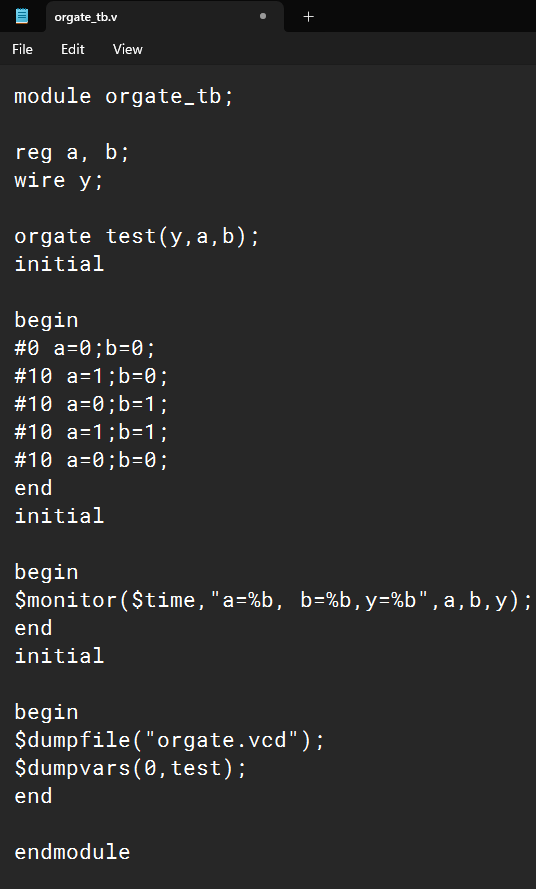 orgate_tb.v
File Edit View
module orgate_tb;
reg a, b;
wire y;
orgate test(y,a,b);
initial
begin
#0 a=0;b=0;
#10 a=1;b=0;
#10 a=0;b=1;
#10 a=1;b=1;
#10 a=0;b=0;
end
initial
begin
$monitor($time,"a=%b, b=%b,y=%b",a,b,y);
end
initial
begin
$dumpfile("orgate.vcd");
$dumpvars(0,test);
end
endmodule